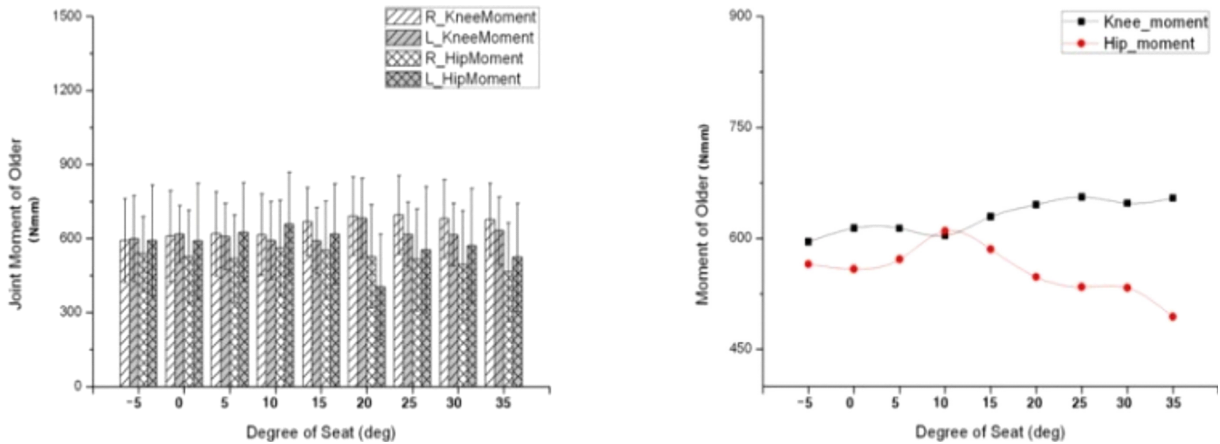 1500
1200
900
600
300
0
Joint Moment of Older
(Nmm)
R_KneeMoment
L_KneeMoment
R_HipMoment
L_HipMoment
-5 0 5 10 15 20 25 30 35
Degree of Seat (deg)
900
750
600
450
Moment of Older (Nmm)
Knee_moment
Hip_moment
-5 0 5 10 15 20 25 30 35
Degree of Seat (deg)